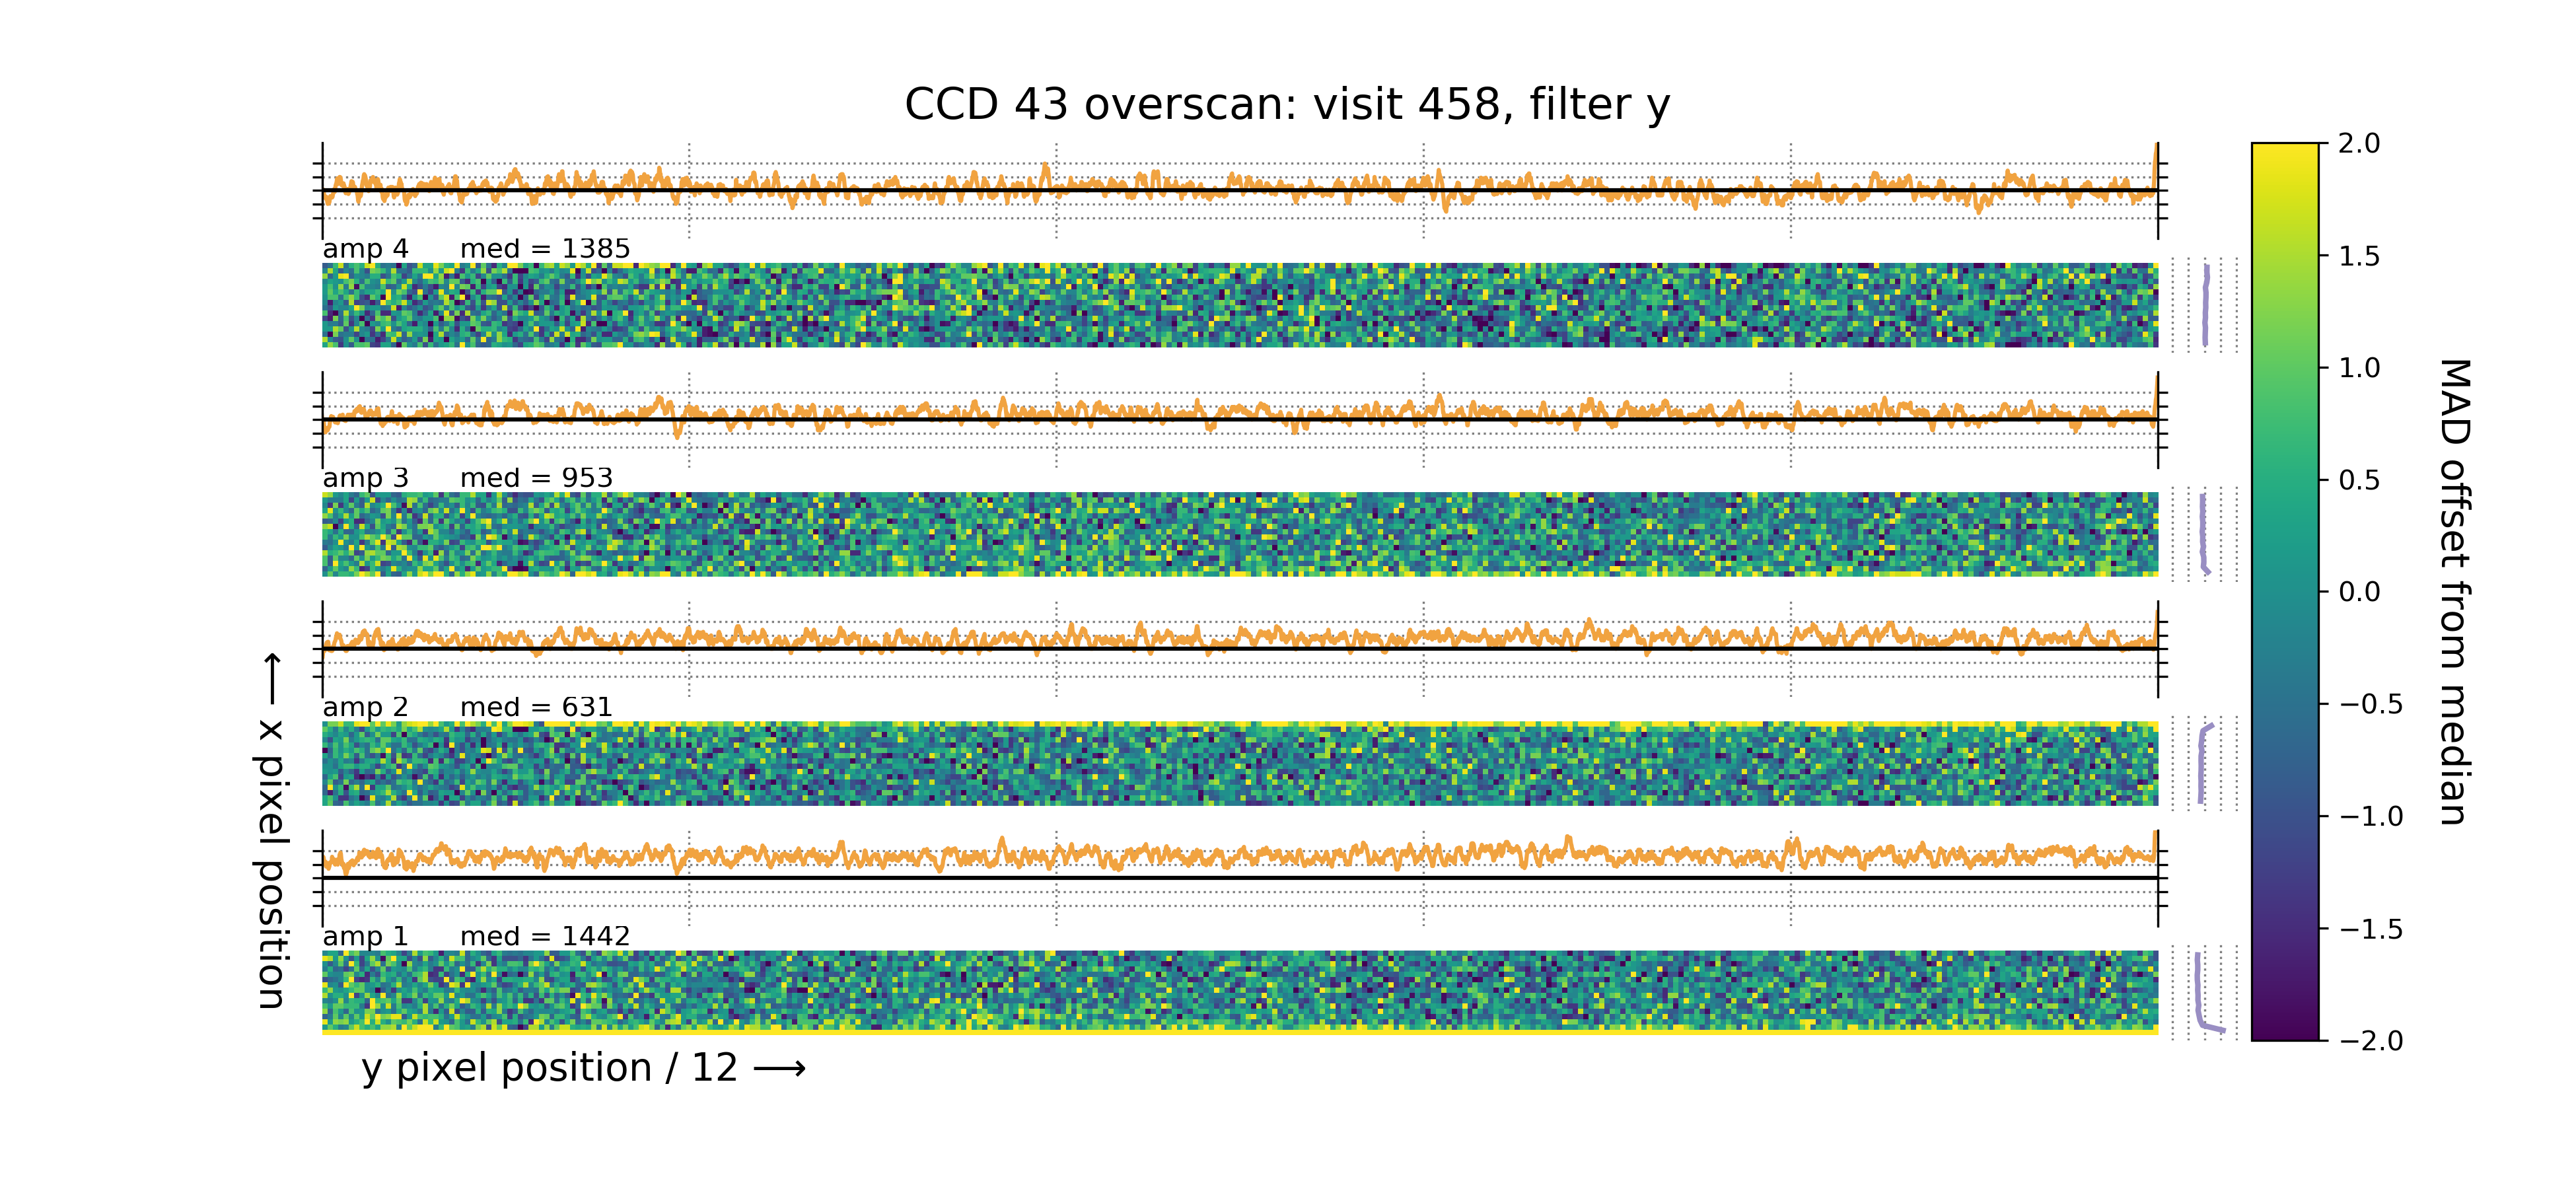 CCD 43 overscan: visit 458, filter y
amp 4 med = 1385
amp 3 med = 953
amp 2 med = 631
amp 1 med = 1442
⟵ x pixel position
y pixel position / 12 ⟶
2.0
1.5
1.0
0.5
0.0
−0.5
−1.0
−1.5
−2.0
MAD offset from median